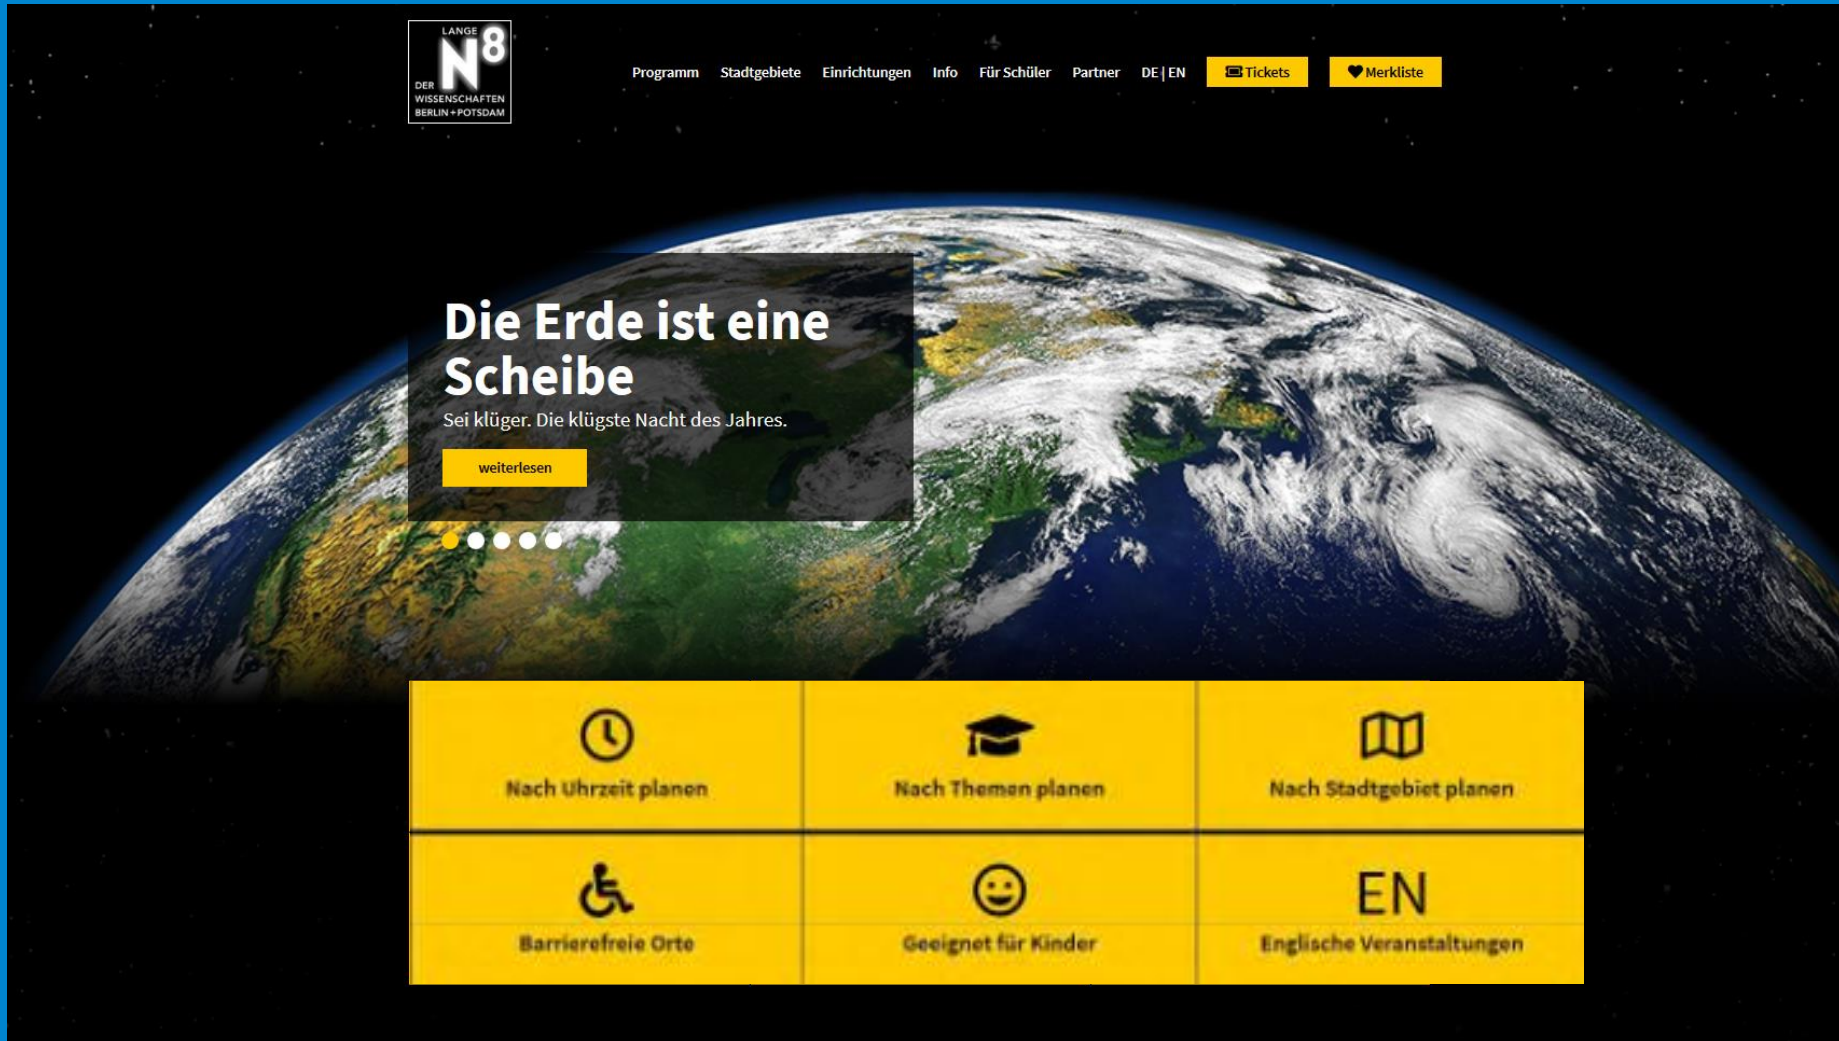 LANGE
N8
DER
WISSENSCHAFTEN
BERLIN+POTSDAM
Programm Stadtgebiete Einrichtungen Info Für Schüler Partner DE | EN Tickets Merkliste
Die Erde ist eine
Scheibe
Sei klüger. Die klügste Nacht des Jahres.
weiterlesen
Nach Uhrzeit planen Nach Themen planen Nach Stadtgebiet planen
EN
Barrierefreie Orte Geeignet für Kinder Englische Veranstaltungen